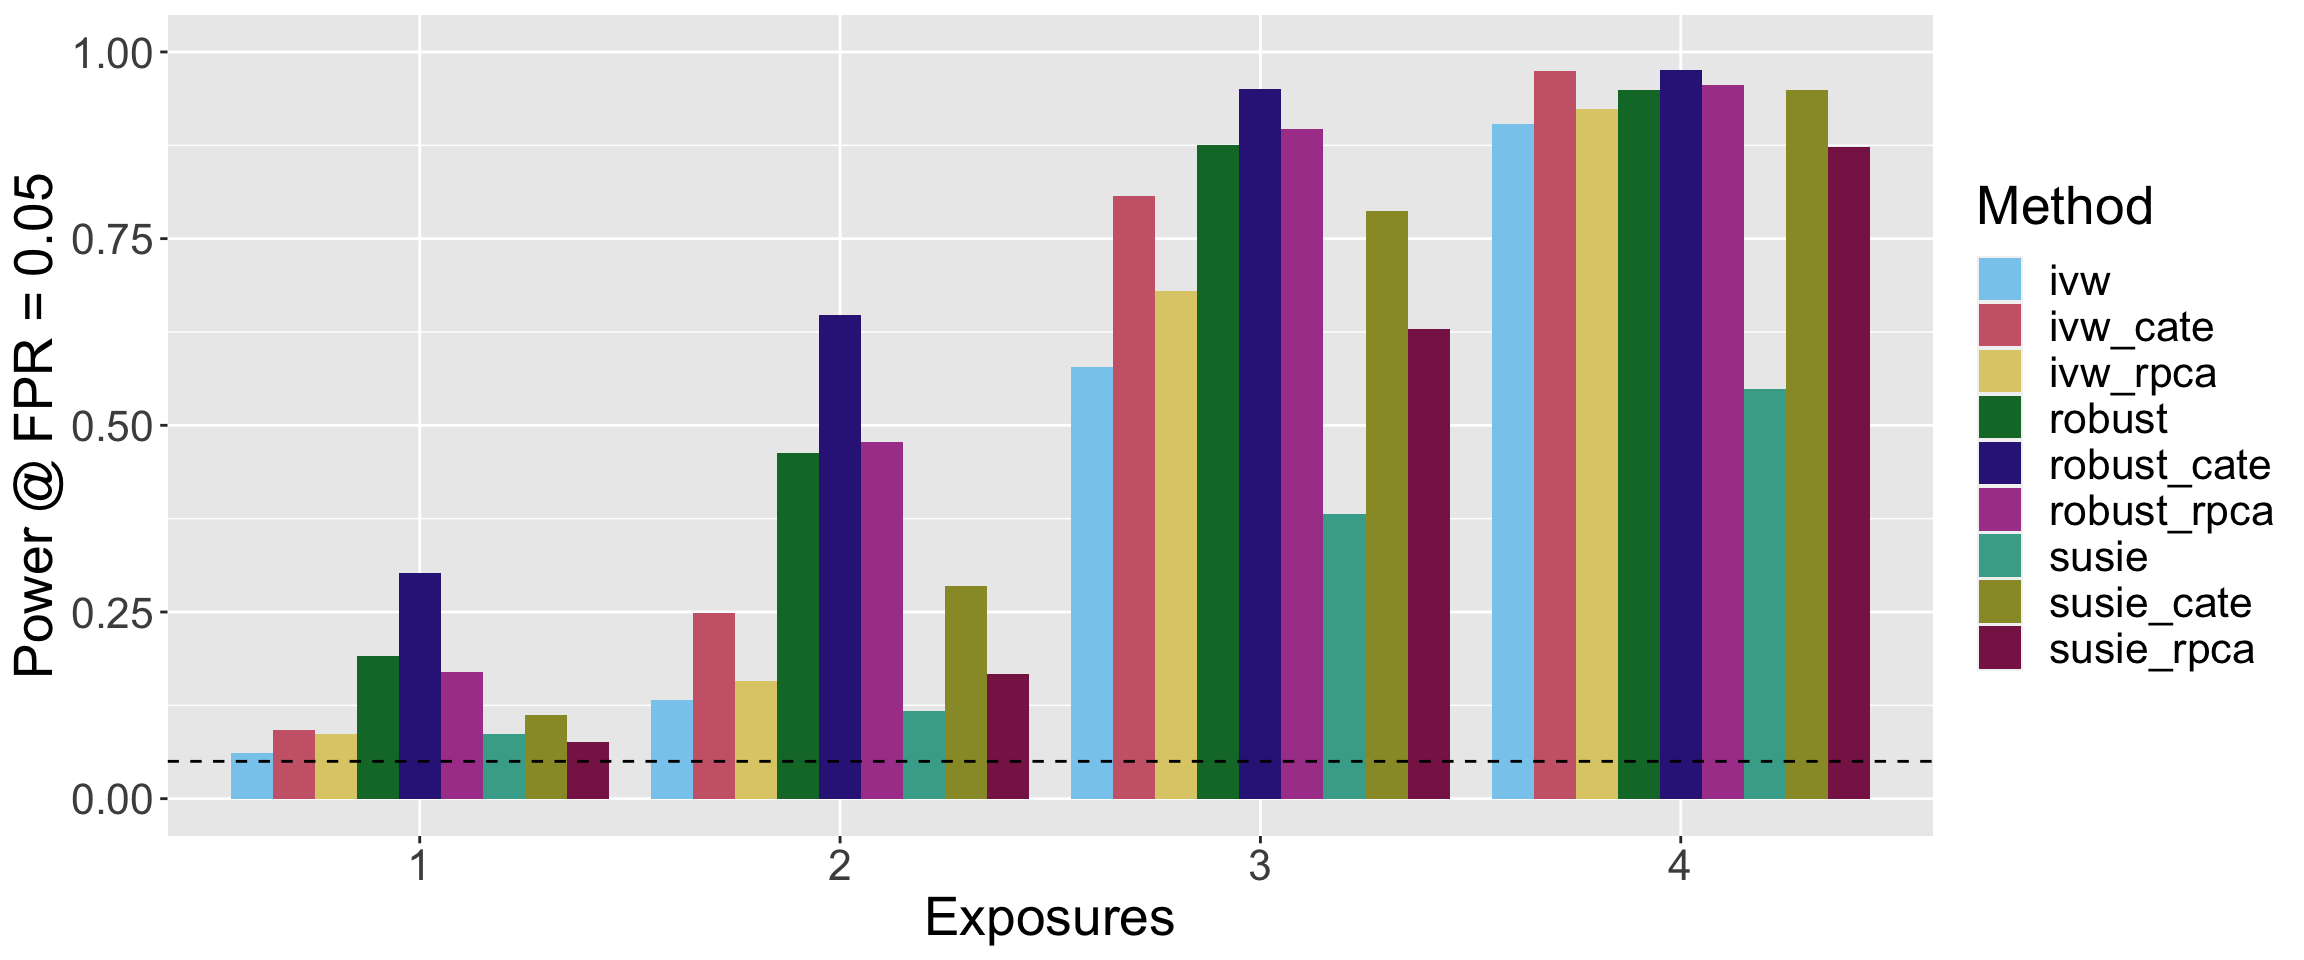 Power @ FPR = 0.05
1.00
0.75
0.50
0.25
0.00
1 2 3 4
Exposures
Method
ivw
ivw_cate
ivw_rpca
robust
robust_cate
robust_rpca
susie
susie_cate
susie_rpca